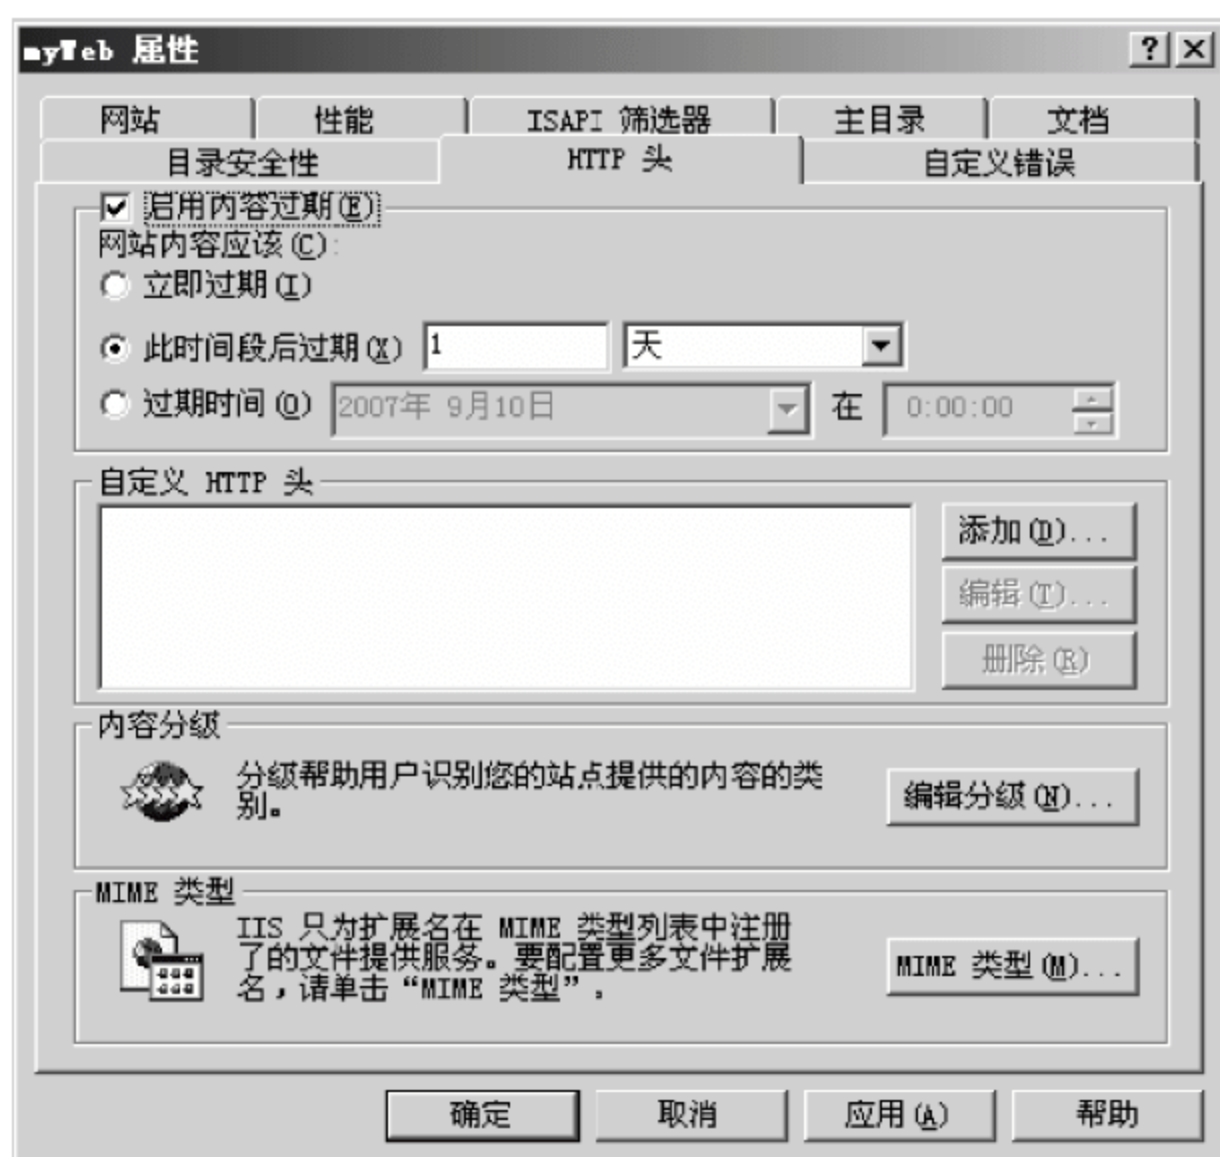 myWeb 属性
网站 性能 ISAPI 筛选器 主目录 文档
目录安全性 HTTP 头 自定义错误
启用内容过期(E)
网站内容应该(C):
立即过期(I)
此时间段后过期(X) 1 天
过期时间(O) 2007年 9月10日 在 0:00:00
自定义 HTTP 头
添加(D)...
编辑(T)...
删除(R)
内容分级
分级帮助用户识别您的站点提供的内容的类
别。
编辑分级(N)...
MIME 类型
IIS 只为扩展名在 MIME 类型列表中注册
了的文件提供服务。要配置更多文件扩展
名，请单击“MIME 类型”。
MIME 类型(M)...
确定 取消 应用(A) 帮助